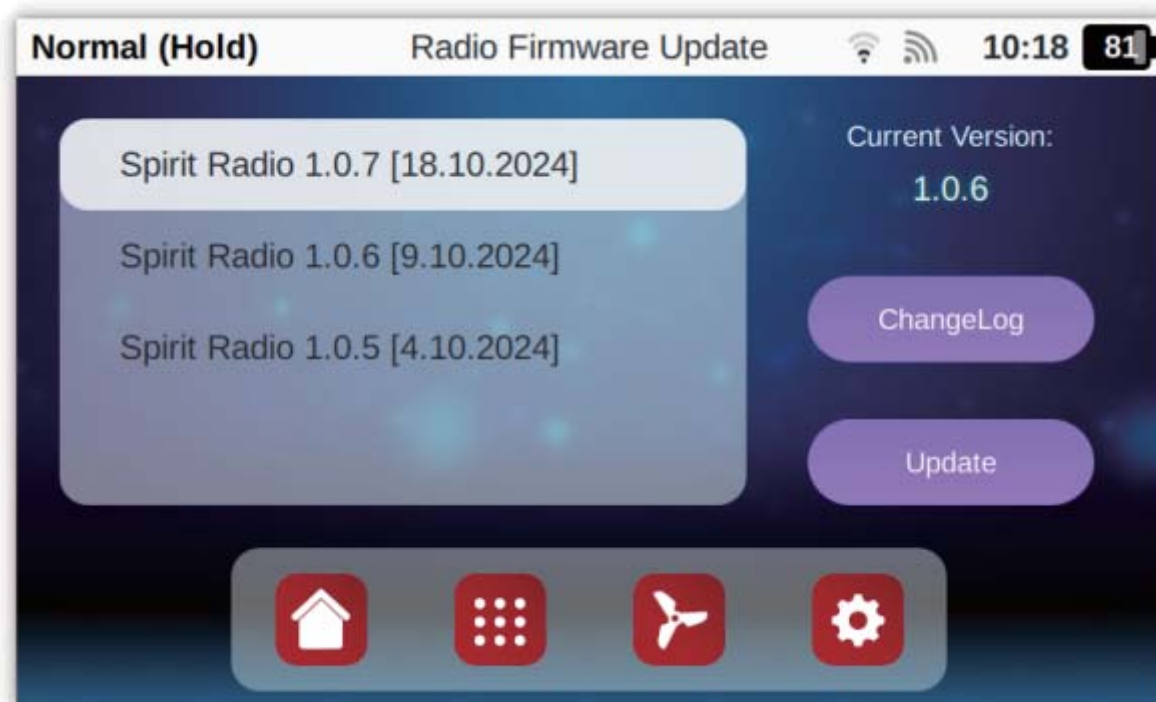 Normal (Hold) Radio Firmware Update 10:18 81
Spirit Radio 1.0.7 [18.10.2024]
Spirit Radio 1.0.6 [9.10.2024]
Spirit Radio 1.0.5 [4.10.2024]
Current Version:
1.0.6
ChangeLog
Update